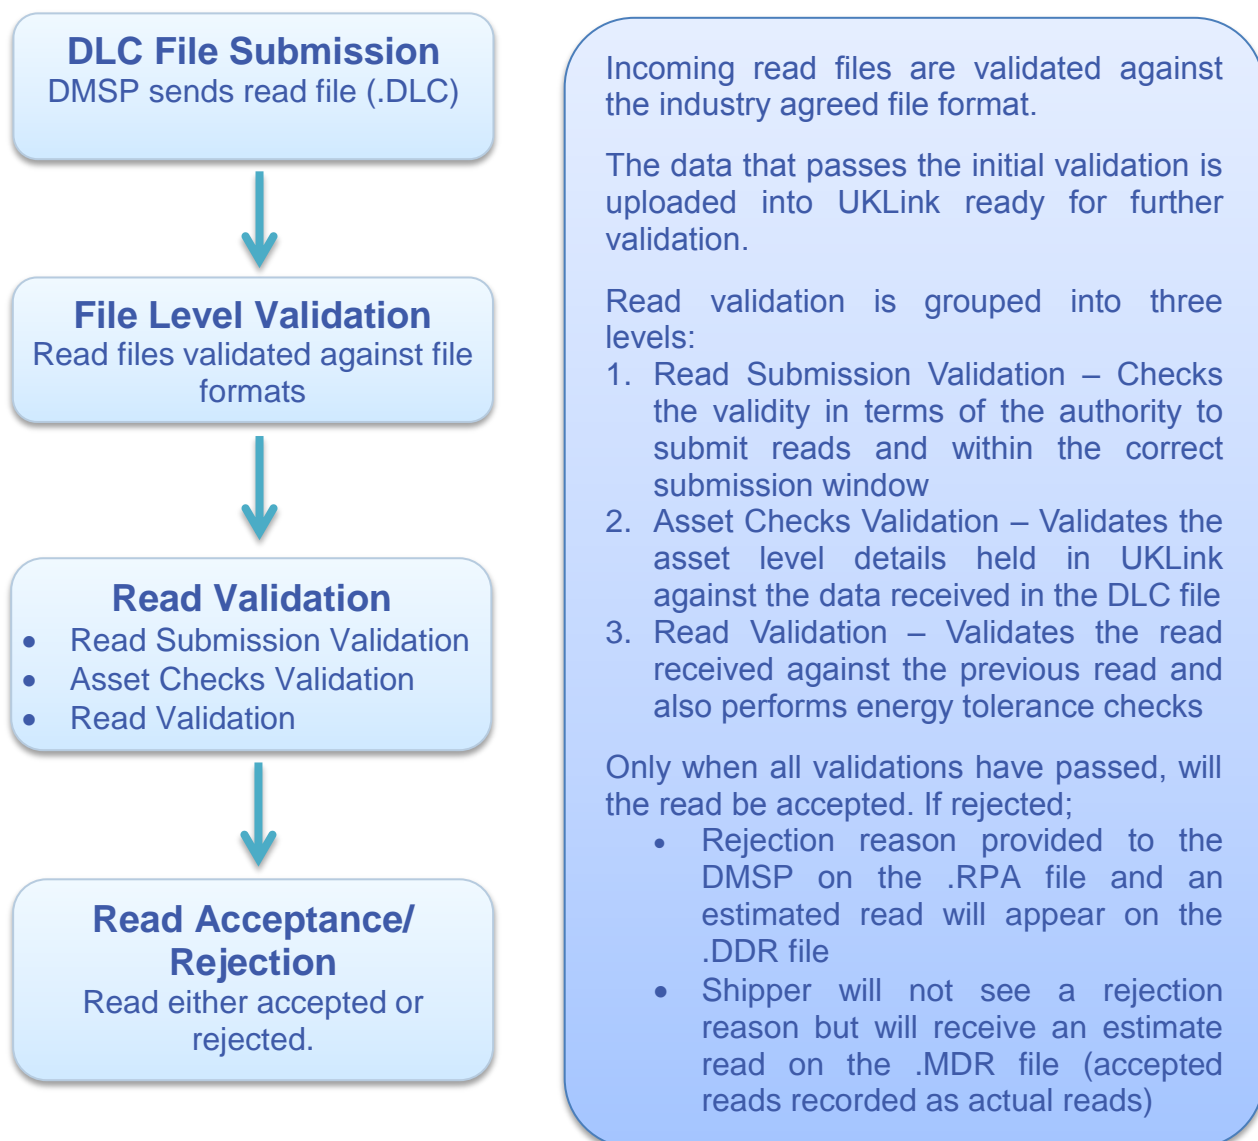 DLC File Submission
DMSP sends read file (.DLC)
File Level Validation
Read files validated against file
formats
Read Validation
• Read Submission Validation
• Asset Checks Validation
• Read Validation
Read Acceptance/
Rejection
Read either accepted or
rejected.
Incoming read files are validated against
the industry agreed file format.
The data that passes the initial validation is
uploaded into UKLink ready for further
validation.
Read validation is grouped into three
levels:
1. Read Submission Validation – Checks
the validity in terms of the authority to
submit reads and within the correct
submission window
2. Asset Checks Validation – Validates the
asset level details held in UKLink
against the data received in the DLC file
3. Read Validation – Validates the read
received against the previous read and
also performs energy tolerance checks
Only when all validations have passed, will
the read be accepted. If rejected;
• Rejection reason provided to the
DMSP on the .RPA file and an
estimated read will appear on the
.DDR file
• Shipper will not see a rejection
reason but will receive an estimate
read on the .MDR file (accepted
reads recorded as actual reads)